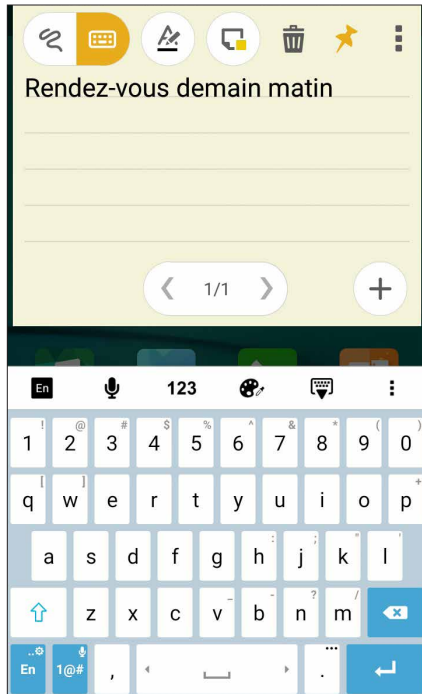 Rendez-vous demain matin
1/1
En 123
! @ # $ % ^ & * ( )
1 2 3 4 5 6 7 8 9 0
[ ] +
q w e r t y u i o p
: ; " '
a s d f g h j k l
_ - ? /
z x c v b n m
En 1@# , .